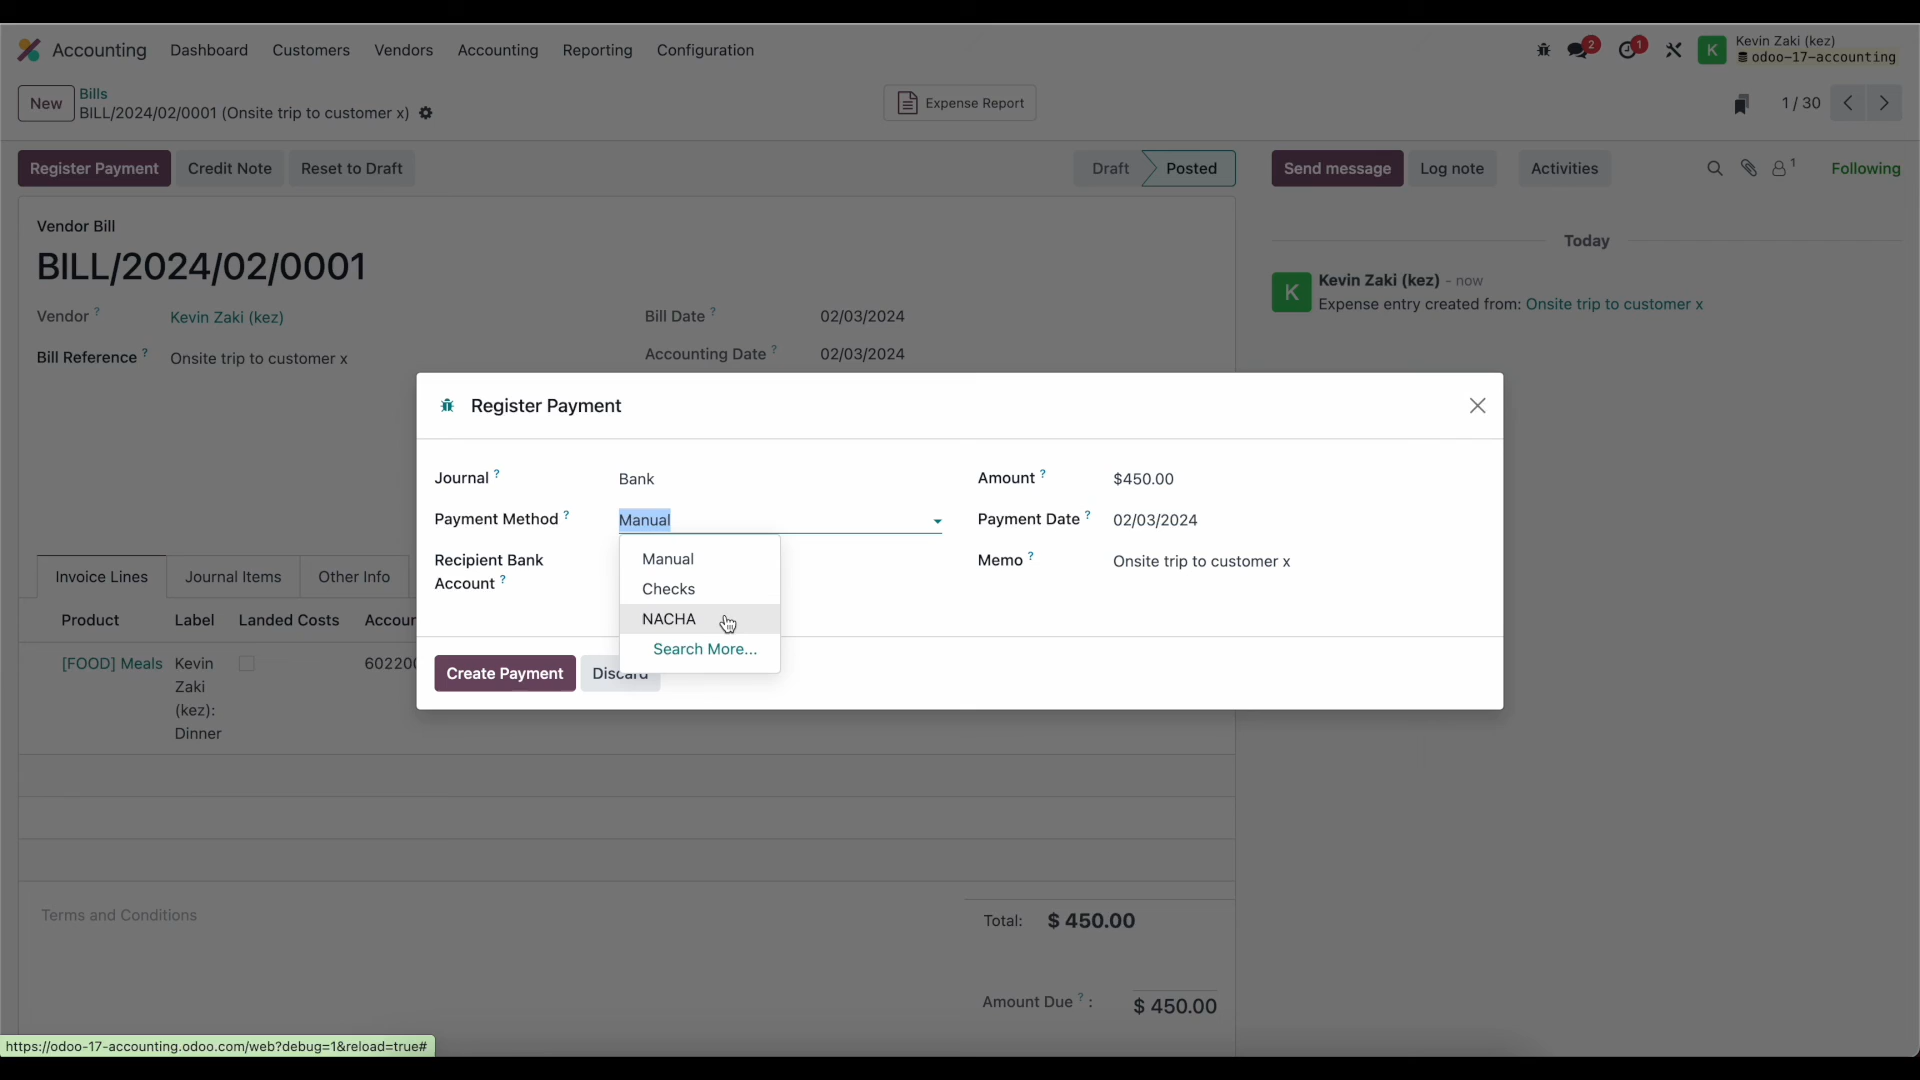 Accounting Dashboard Customers Vendors Accounting Reporting Configuration 2 1 K Kevin Zaki (kez)
odoo-17-accounting
New Bills
BILL/2024/02/0001 (Onsite trip to customer x) Expense Report 1 / 30
Register Payment Credit Note Reset to Draft Draft Posted Send message Log note Activities 1 Following
Vendor Bill
BILL/2024/02/0001
Today
Vendor ? Kevin Zaki (kez) Bill Date ? 02/03/2024
K Kevin Zaki (kez) - now
Expense entry created from: Onsite trip to customer x
Bill Reference ? Onsite trip to customer x Accounting Date ? 02/03/2024
Register Payment
Journal ? Bank Amount ? $450.00
Payment Method ? Manual Payment Date ? 02/03/2024
Recipient Bank
Account ?
Memo ? Onsite trip to customer x
Manual
Checks
NACHA
Search More...
Create Payment Discard
Invoice Lines Journal Items Other Info
Product Label Landed Costs Accour
[FOOD] Meals Kevin
Zaki
(kez):
Dinner
602200
Terms and Conditions
Total: $ 450.00
Amount Due ? : $ 450.00
https://odoo-17-accounting.odoo.com/web?debug=1&reload=true#